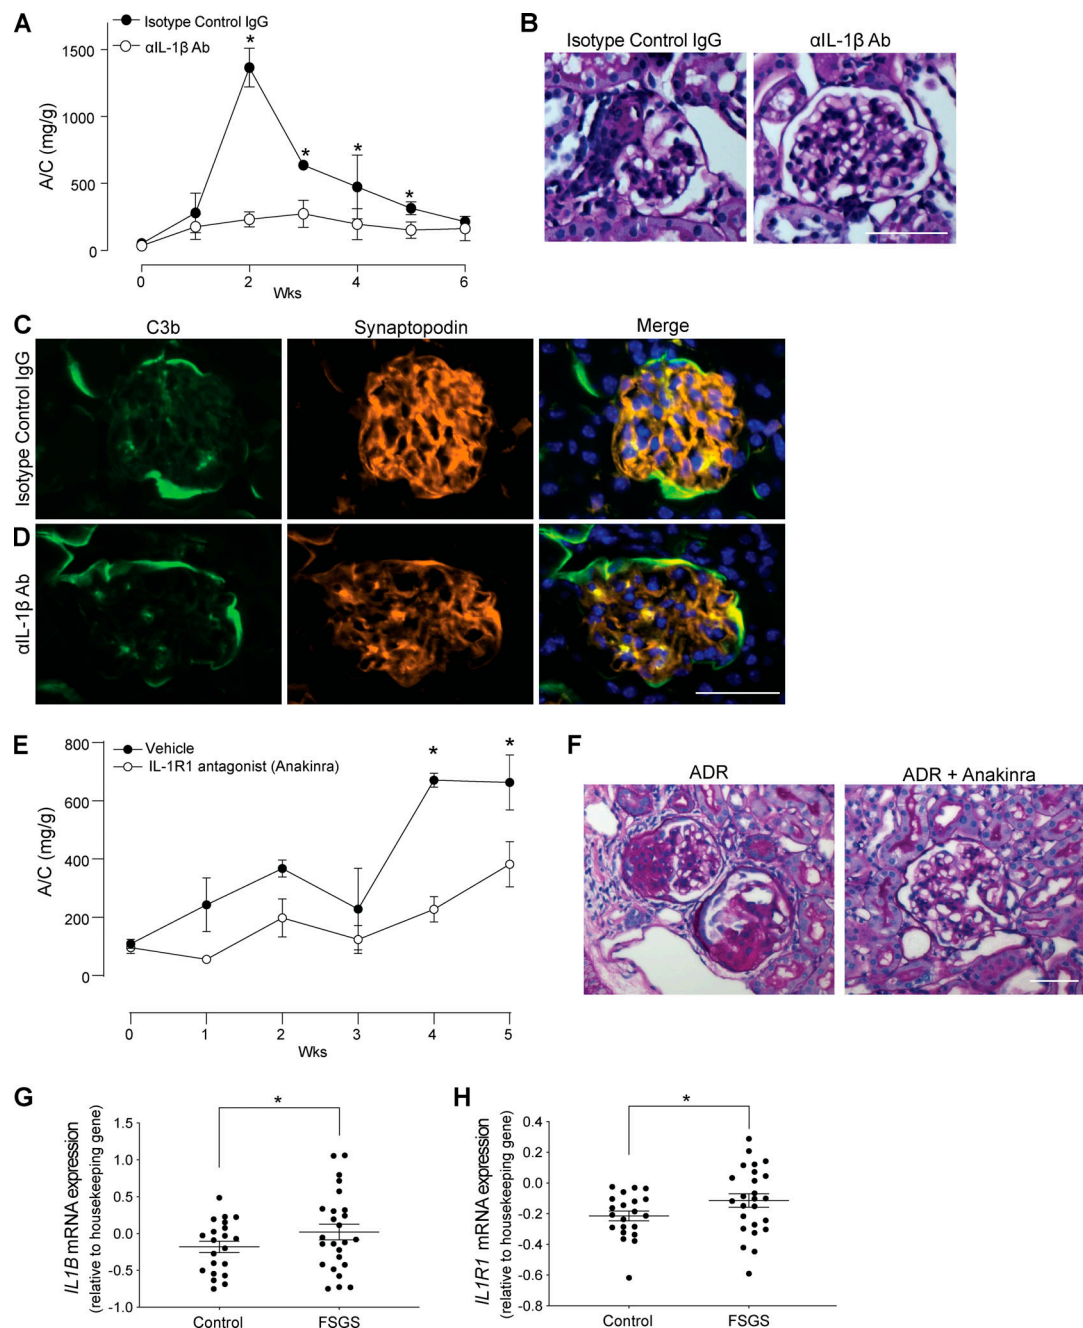 A
Isotype Control IgG
αIL-1β Ab
1500
1000
500
0
A/C (mg/g)
*
*
*
*
0
2
4
6
Wks
B
Isotype Control IgG
αIL-1β Ab
C
C3b
Synaptopodin
Merge
Isotype Control IgG
D
αIL-1β Ab
E
Vehicle
IL-1R1 antagonist (Anakinra)
800
600
400
200
0
A/C (mg/g)
*
*
0
1
2
3
4
5
Wks
F
ADR
ADR + Anakinra
G
*
IL1B mRNA expression
(relative to housekeeping gene)
1.5
1.0
0.5
0.0
-0.5
-1.0
Control
FSGS
H
*
IL1R1 mRNA expression
(relative to housekeeping gene)
0.4
0.2
0.0
-0.2
-0.4
-0.6
-0.8
Control
FSGS